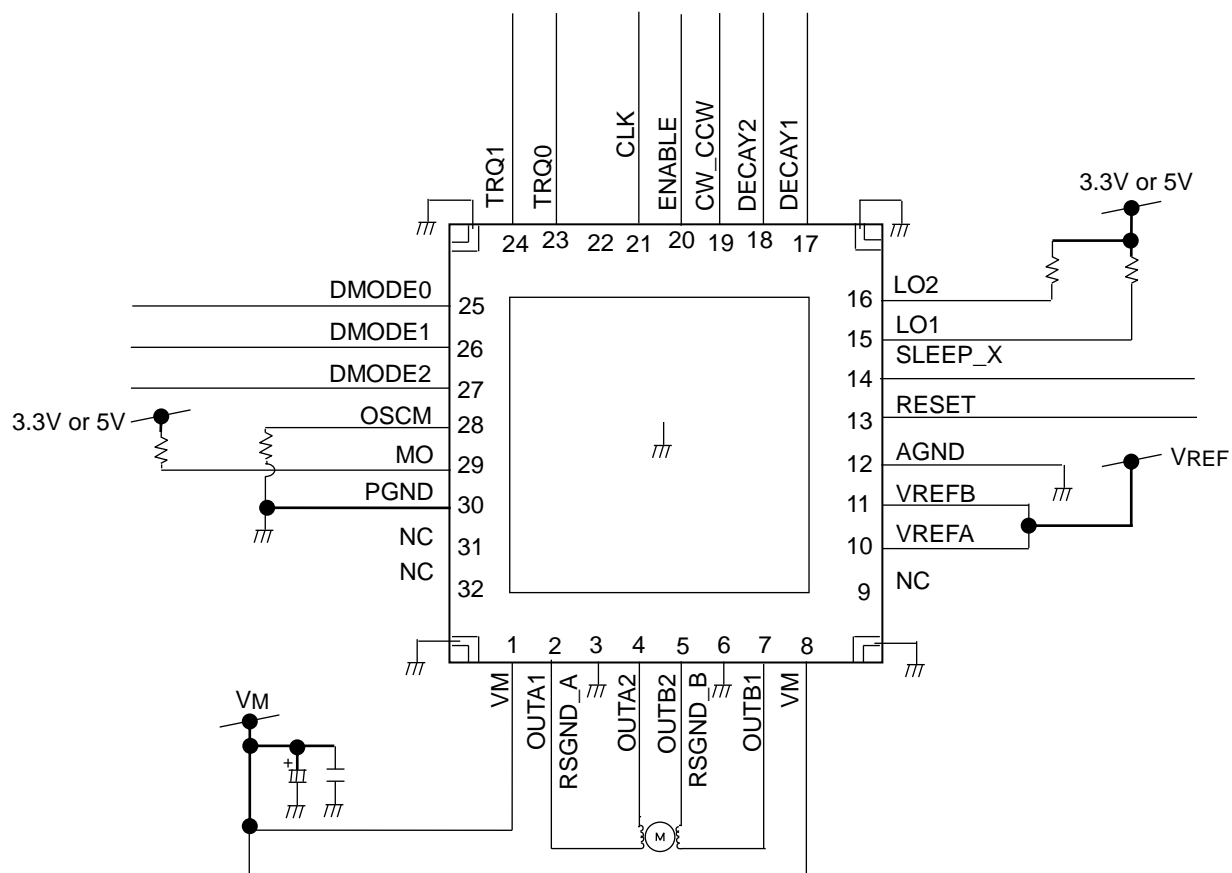 TRQ1
TRQ0
CLK
ENABLE
CW_CCW
DECAY2
DECAY1
24
23
22
21
20
19
18
17
3.3V or 5V
DMODE0
25
DMODE1
26
DMODE2
27
3.3V or 5V
OSCM
28
MO
29
PGND
30
NC
31
NC
32
16
LO2
15
LO1
SLEEP_X
14
13
RESET
12
AGND
VREF
11
VREFB
10
VREFA
9
NC
1
2
3
4
5
6
7
8
VM
OUTA1
RSGND_A
OUTA2
OUTB2
RSGND_B
OUTB1
VM
VM
+
M